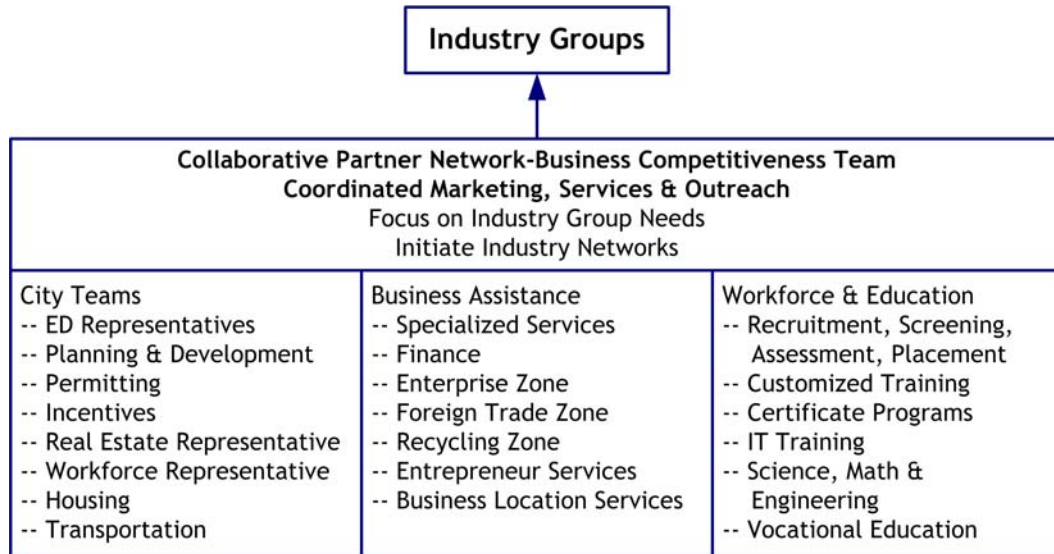 Industry Groups
Collaborative Partner Network-Business Competitiveness Team
Coordinated Marketing, Services & Outreach
Focus on Industry Group Needs
Initiate Industry Networks
City Teams
-- ED Representatives
-- Planning & Development
-- Permitting
-- Incentives
-- Real Estate Representative
-- Workforce Representative
-- Housing
-- Transportation
Business Assistance
-- Specialized Services
-- Finance
-- Enterprise Zone
-- Foreign Trade Zone
-- Recycling Zone
-- Entrepreneur Services
-- Business Location Services
Workforce & Education
-- Recruitment, Screening,
Assessment, Placement
-- Customized Training
-- Certificate Programs
-- IT Training
-- Science, Math &
Engineering
-- Vocational Education